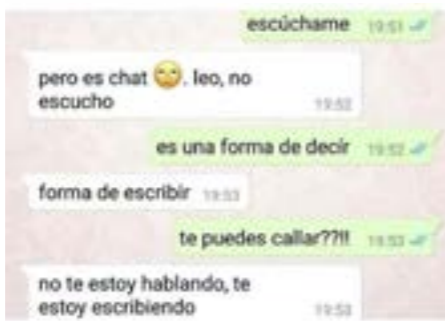 escúchame 19:51
pero es chat 😁. leo, no
escucho 19:52
es una forma de decir 19:52
forma de escribir 19:53
te puedes callar??!! 19:53
no te estoy hablando, te
estoy escribiendo 19:53